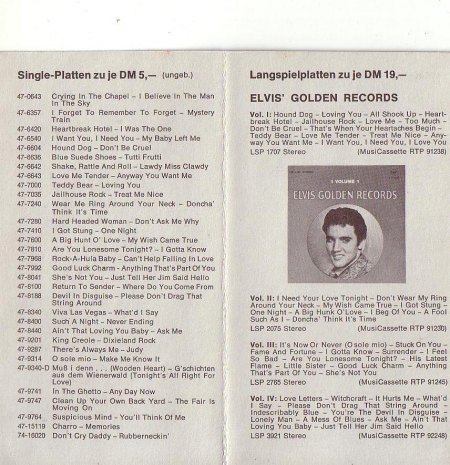 Single-Platten zu je DM 5,— (ungeb.)
47-0643 Crying In The Chapel – I Believe In The Man In The Sky
47-6357 I Forget To Remember To Forget – Mystery Train
47-6420 Heartbreak Hotel – I Was The One
47-6540 I Want You, I Need You – My Baby Left Me
47-6604 Hound Dog – Don't Be Cruel
47-6636 Blue Suede Shoes – Tutti Frutti
47-6642 Shake, Rattle And Roll – Lawdy Miss Clawdy
47-6643 Love Me Tender – Anyway You Want Me
47-7000 Teddy Bear – Loving You
47-7035 Jailhouse Rock – Treat Me Nice
47-7240 Wear My Ring Around Your Neck – Doncha' Think It's Time
47-7280 Hard Headed Woman – Don't Ask Me Why
47-7410 I Got Stung – One Night
47-7600 A Big Hunt O' Love – My Wish Came True
47-7810 Are You Lonesome Tonight? – I Gotta Know
47-7968 Rock-A-Hula Baby – Can't Help Falling In Love
47-7992 Good Luck Charm – Anything That's Part Of You
47-8041 She's Not You – Just Tell Her Jim Said Hello
47-8100 Return To Sender – Where Do You Come From
47-8188 Devil In Disguise – Please Don't Drag That String Around
47-8340 Viva Las Vegas – What'd I Say
47-8400 Such A Night – Never Ending
47-8440 Ain't That Loving You Baby – Ask Me
47-9201 King Creole – Dixieland Rock
47-9287 There's Always Me – Judy
47-9314 O sole mio – Make Me Know It
47-9340-D Muß i denn . . . (Wooden Heart) – G'schichten
dem Wienerwald (Tonight's All Right For Love)
47-9741 In The Ghetto – Any Day Now
47-9747 Clean Up Your Own Back Yard – The Fair Is Moving On
47-9764 Suspicious Mind – You'll Think Of Me
47-15119 Charro – Memories
74-16029 Don't Cry Daddy – Rubberneckin'
Langspielplatten zu je DM 19,—
ELVIS' GOLDEN RECORDS
Vol. I: Hound Dog – Loving You – All Shook Up – Heart-
break Hotel – Jailhouse Rock – Love Me – Too Much –
Don't Be Cruel – That's When Your Heartaches Begin –
Teddy Bear – Love Me Tender – Treat Me Nice – Any-
way You Want Me – I Want You, I Need You, I Love You
LSP 1707 Stereo (MusiCassette RTP 91238)
VOLUME 1
ELVIS GOLDEN RECORDS
Vol. II: I Need Your Love Tonight – Don't Wear My Ring
Around Your Neck – My Wish Came True – I Got Stung –
One Night – A Big Hunk O' Love – I Beg Of You – A Fool
Such As I – Doncha' Think It's Time
LSP 2075 Stereo (MusiCassette RTP 91230)
Vol. III: It's Now Or Never (O sole mio) – Stuck On You –
Fame And Fortune – I Gotta Know – Surrender – I Feel
So Bad – Are You Lonesome Tonight? – His Latest
Flame – Little Sister – Good Luck Charm – Anything
That's Part Of You – She's Not You
LSP 2765 Stereo (MusiCassette RTP 91245)
Vol. IV: Love Letters – Witchcraft – It Hurts Me – What'd
I Say – Please Don't Drag That String Around –
Indescribably Blue – You're The Devil In Disguise –
Lonely Man – A Mess Of Blues – Ask Me – Ain't That
Loving You Baby – Just Tell Her Jim Said Hello
LSP 3921 Stereo (MusiCassette RTP 92248)